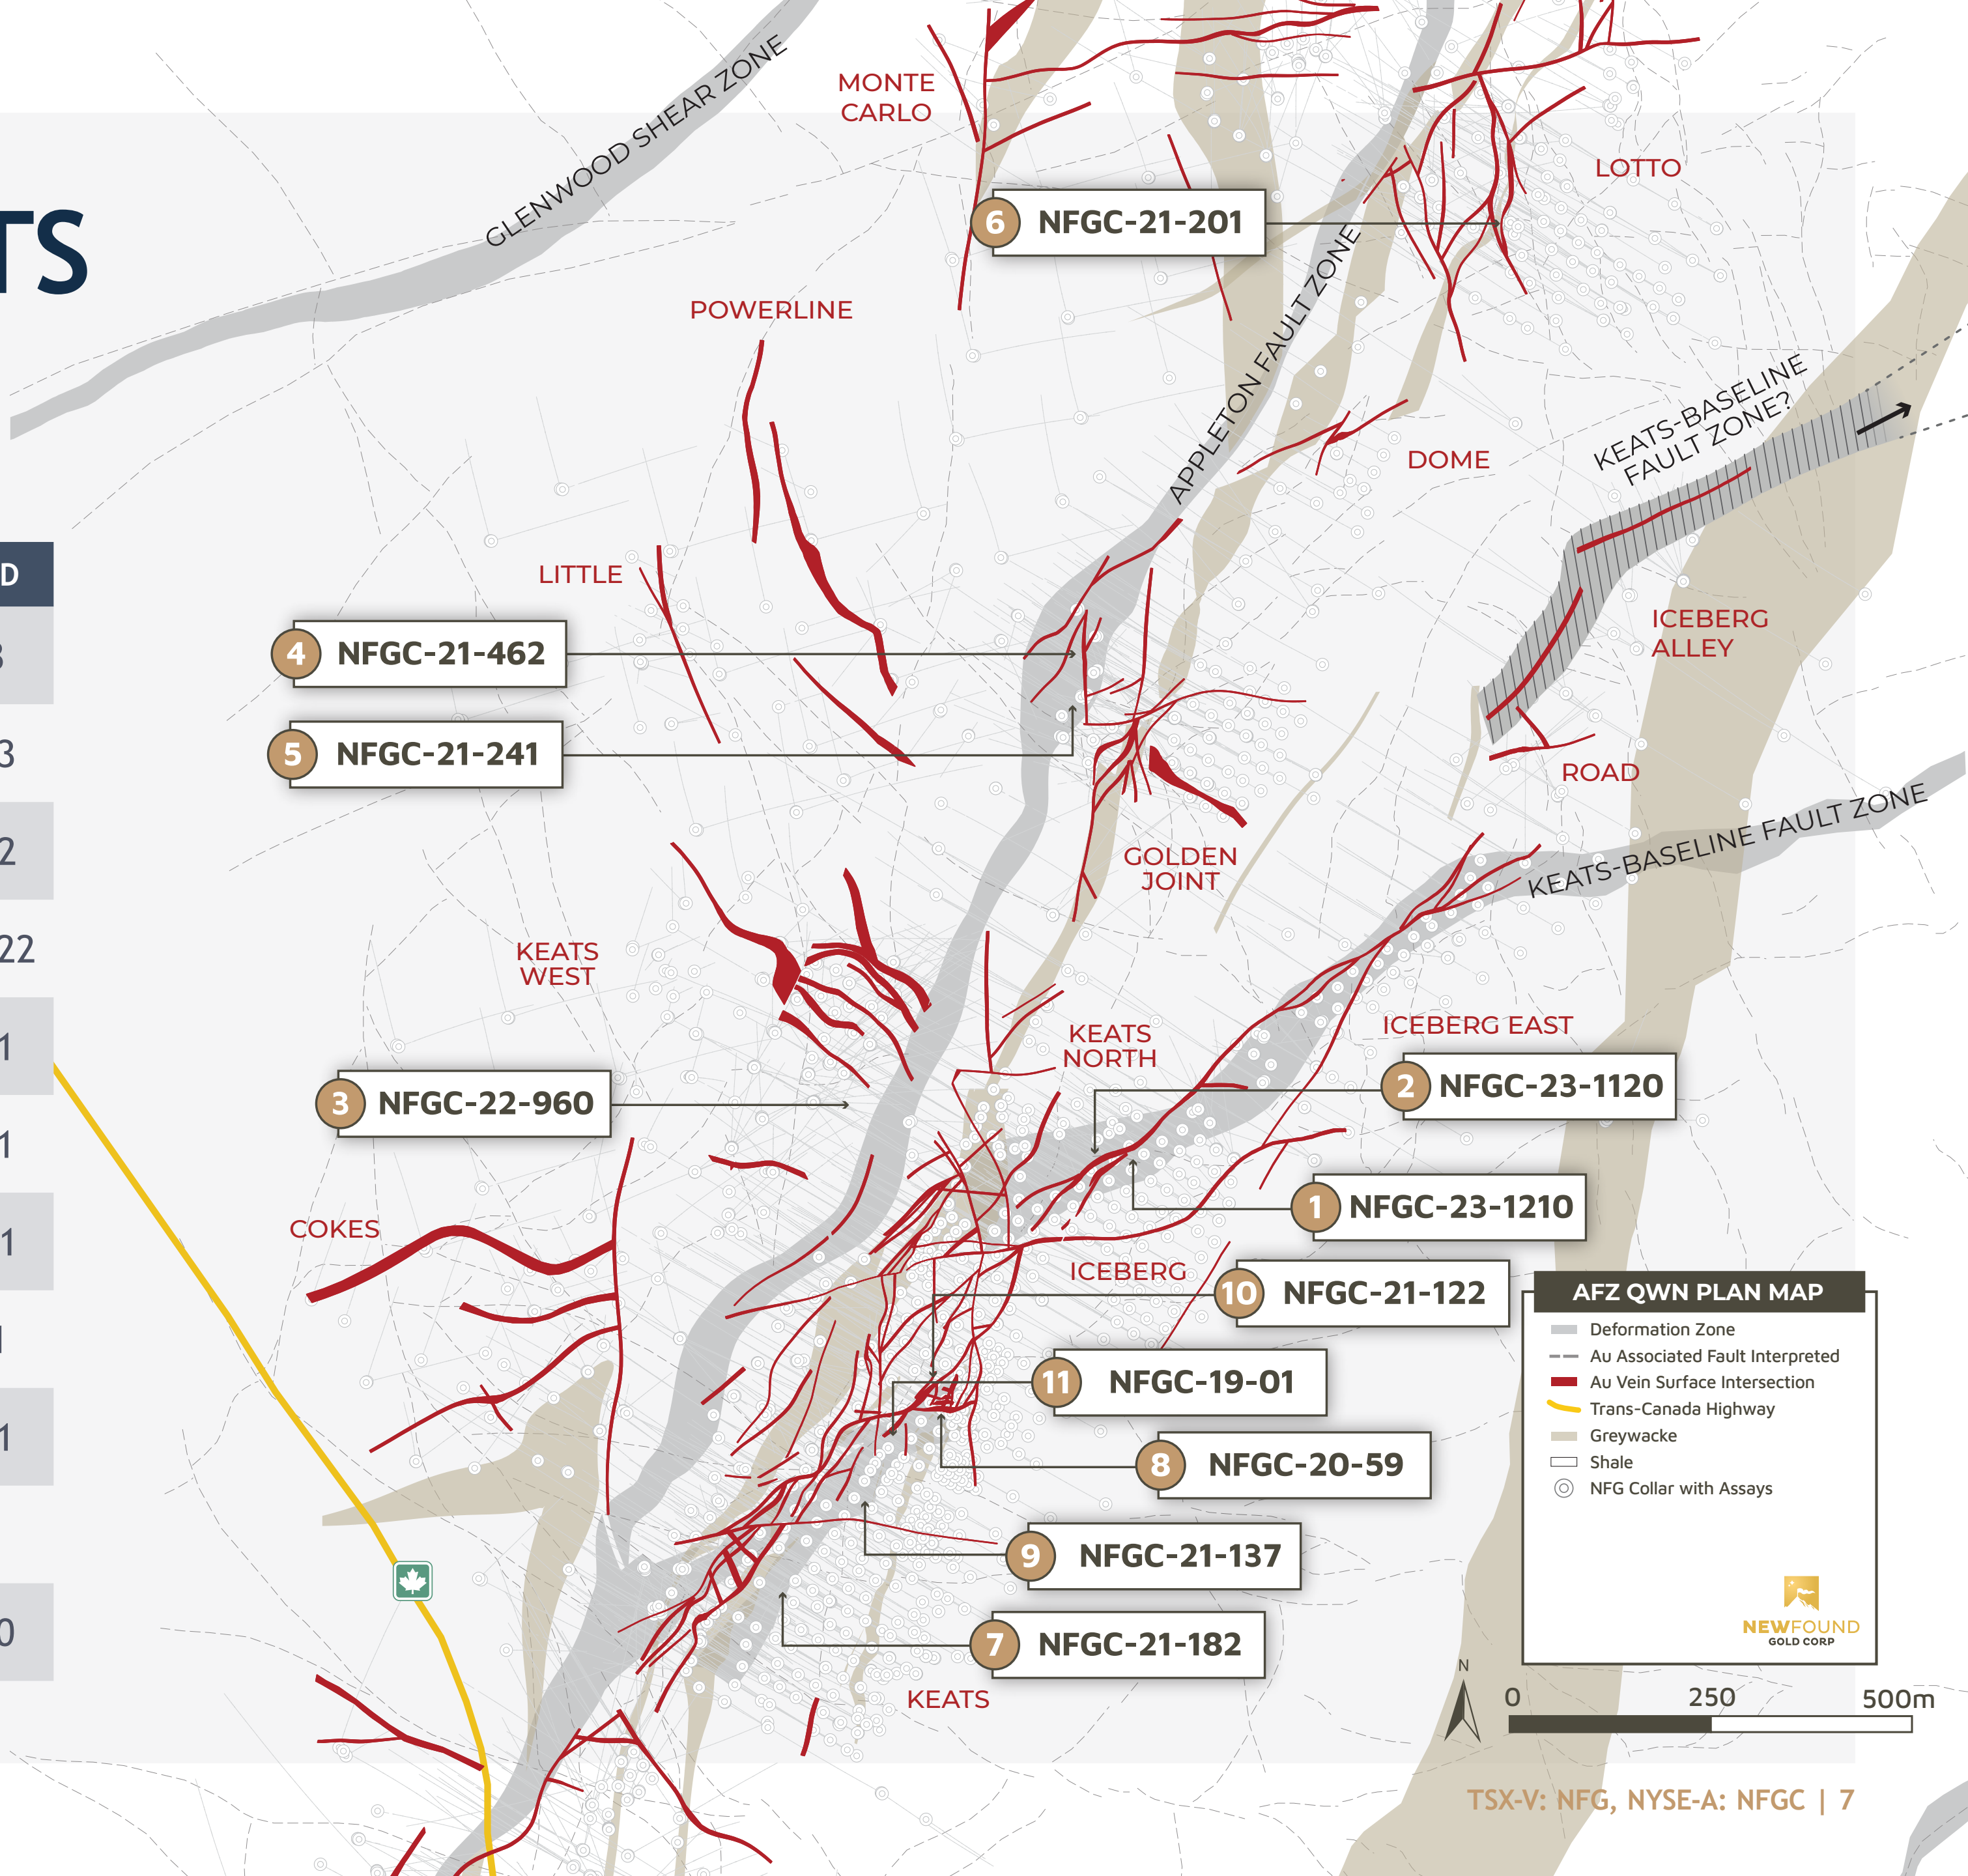 TS
D
3
3
2
22
1
1
1
1
1
0
GLENWOOD SHEAR ZONE
MONTE
CARLO
LOTTO
6 NFGC-21-201
POWERLINE
APPLETON FAULT ZONE
KEATS-BASELINE
FAULT ZONE?
DOME
LITTLE
ICEBERG
ALLEY
4 NFGC-21-462
5 NFGC-21-241
ROAD
KEATS-BASELINE FAULT ZONE
GOLDEN
JOINT
KEATS
WEST
ICEBERG EAST
KEATS
NORTH
2 NFGC-23-1120
3 NFGC-22-960
1 NFGC-23-1210
COKES
ICEBERG
10 NFGC-21-122
11 NFGC-19-01
8 NFGC-20-59
9 NFGC-21-137
7 NFGC-21-182
KEATS
AFZ QWN PLAN MAP
Deformation Zone
Au Associated Fault Interpreted
Au Vein Surface Intersection
Trans-Canada Highway
Greywacke
Shale
NFG Collar with Assays
NEWFOUND
GOLD CORP
N
0 250 500m
TSX-V: NFG, NYSE-A: NFGC | 7